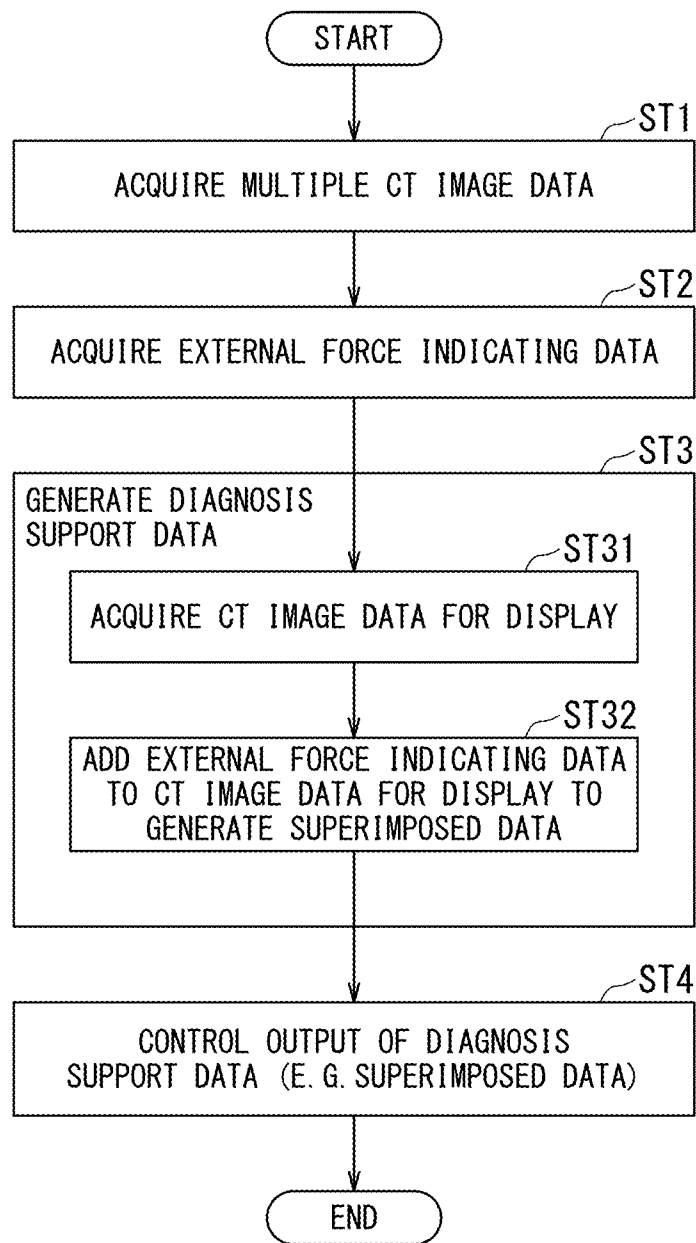 START
ST1
ACQUIRE MULTIPLE CT IMAGE DATA
ST2
ACQUIRE EXTERNAL FORCE INDICATING DATA
ST3
GENERATE DIAGNOSIS
SUPPORT DATA
ST31
ACQUIRE CT IMAGE DATA FOR DISPLAY
ST32
ADD EXTERNAL FORCE INDICATING DATA
TO CT IMAGE DATA FOR DISPLAY TO
GENERATE SUPERIMPOSED DATA
ST4
CONTROL OUTPUT OF DIAGNOSIS
SUPPORT DATA (E.G.SUPERIMPOSED DATA)
END